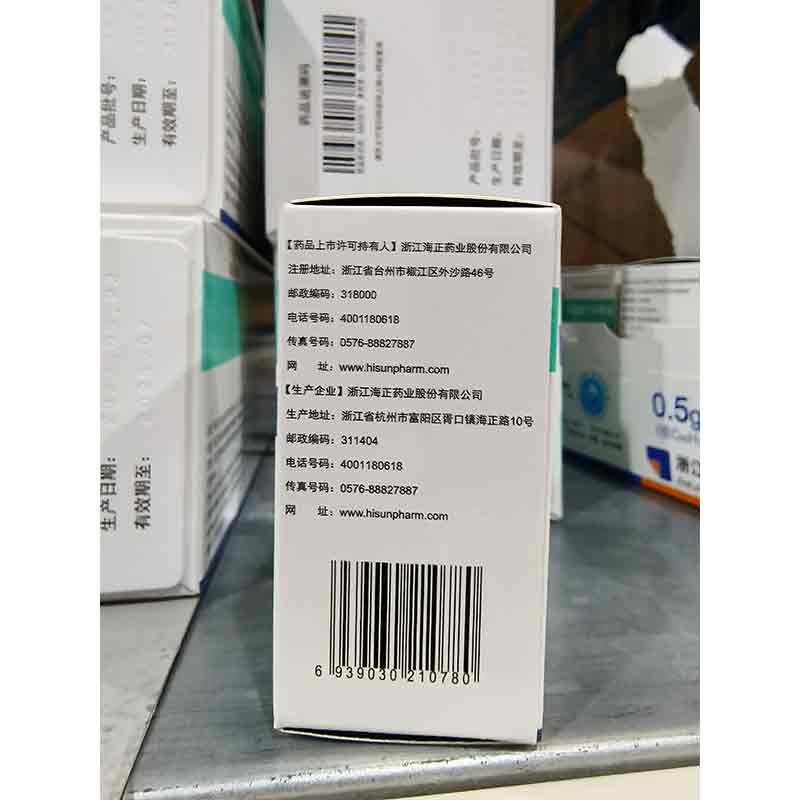 产品批号：
生产日期：
有效期至：
药品追溯码
产品批号：
生产日期：
有效期至：
【药品上市许可持有人】浙江海正药业股份有限公司
注册地址：浙江省台州市椒江区外沙路46号
邮政编码：318000
电话号码：4001180618
传真号码：0576-88827887
网　　址：www.hisunpharm.com
【生产企业】浙江海正药业股份有限公司
生产地址：浙江省杭州市富阳区胥口镇海正路10号
邮政编码：311404
电话号码：4001180618
传真号码：0576-88827887
网　　址：www.hisunpharm.com
6 939030 210780
生产日期：
有效期至：
0.5g
浙江